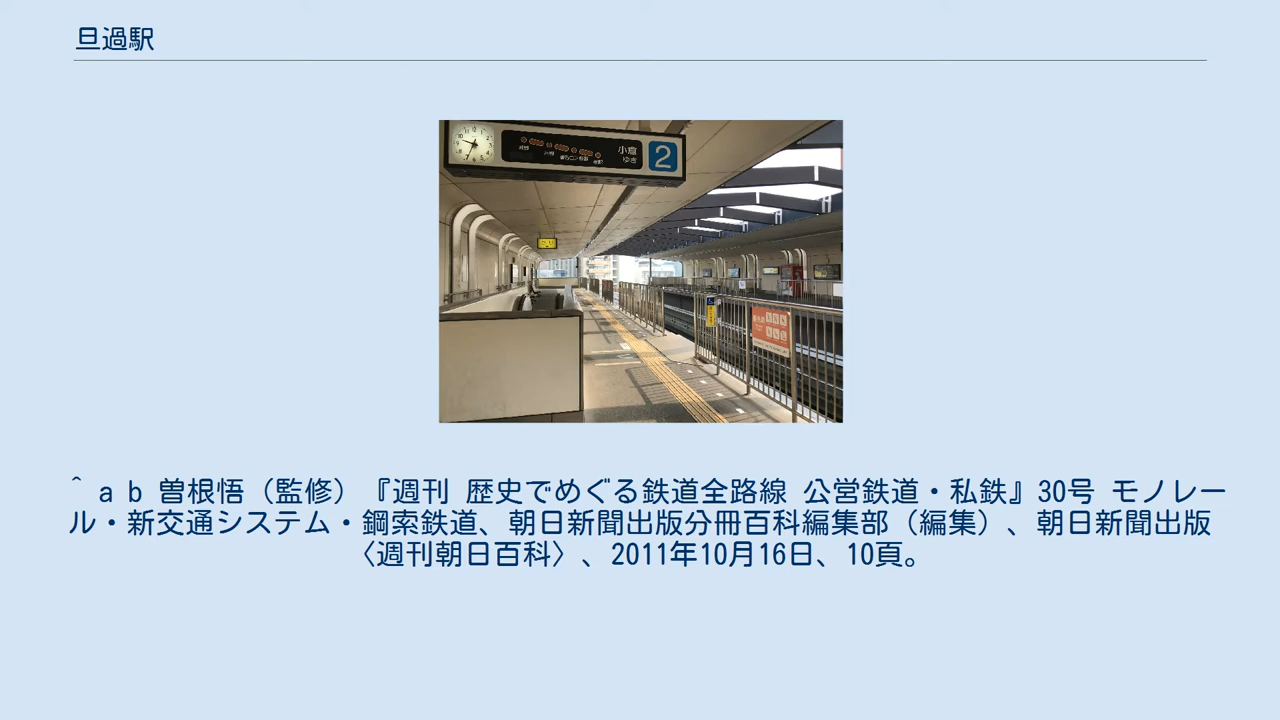 旦過駅
小倉
ゆき
2
^ a b 曽根悟（監修）『週刊 歴史でめぐる鉄道全路線 公営鉄道・私鉄』30号 モノレー
ル・新交通システム・鋼索鉄道、朝日新聞出版分冊百科編集部（編集）、朝日新聞出版
〈週刊朝日百科〉、2011年10月16日、10頁。